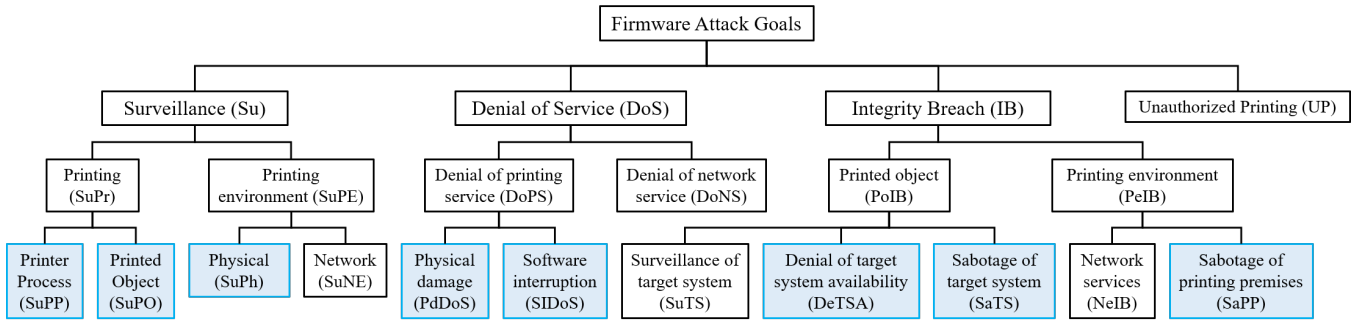 Firmware Attack Goals
Surveillance (Su)
Denial of Service (DoS)
Integrity Breach (IB)
Unauthorized Printing (UP)
Printing
(SuPr)
Printing
environment (SuPE)
Denial of printing
service (DoPS)
Denial of network
service (DoNS)
Printed object
(PoIB)
Printing environment
(PeIB)
Printer
Process
(SuPP)
Printed
Object
(SuPO)
Physical
(SuPh)
Network
(SuNE)
Physical
damage
(PdDoS)
Software
interruption
(SIDoS)
Surveillance of
target system
(SuTS)
Denial of target
system availability
(DeTSA)
Sabotage of
target system
(SaTS)
Network
services
(NeIB)
Sabotage of
printing premises
(SaPP)